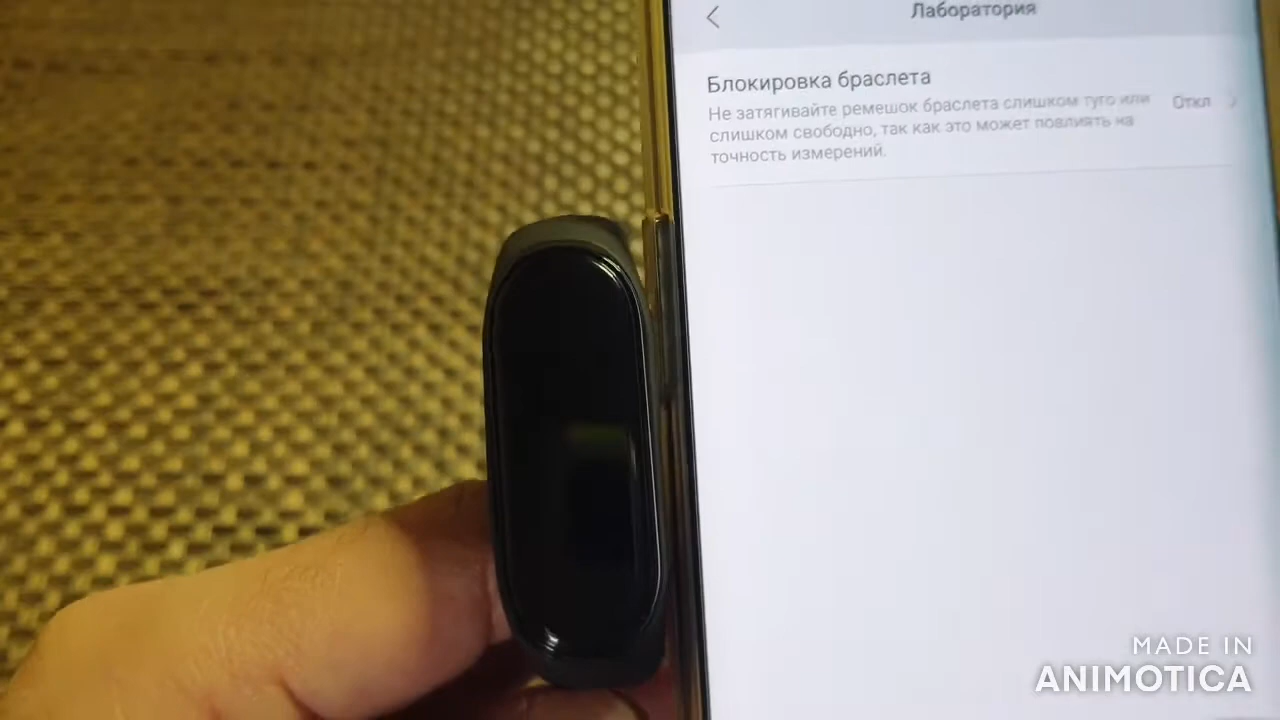 Лаборатория
Блокировка браслета
Не затягивайте ремешок браслета слишком туго или
слишком свободно, так как это может повлиять на
точность измерений.
Откл
MADE IN
ANIMOTICA